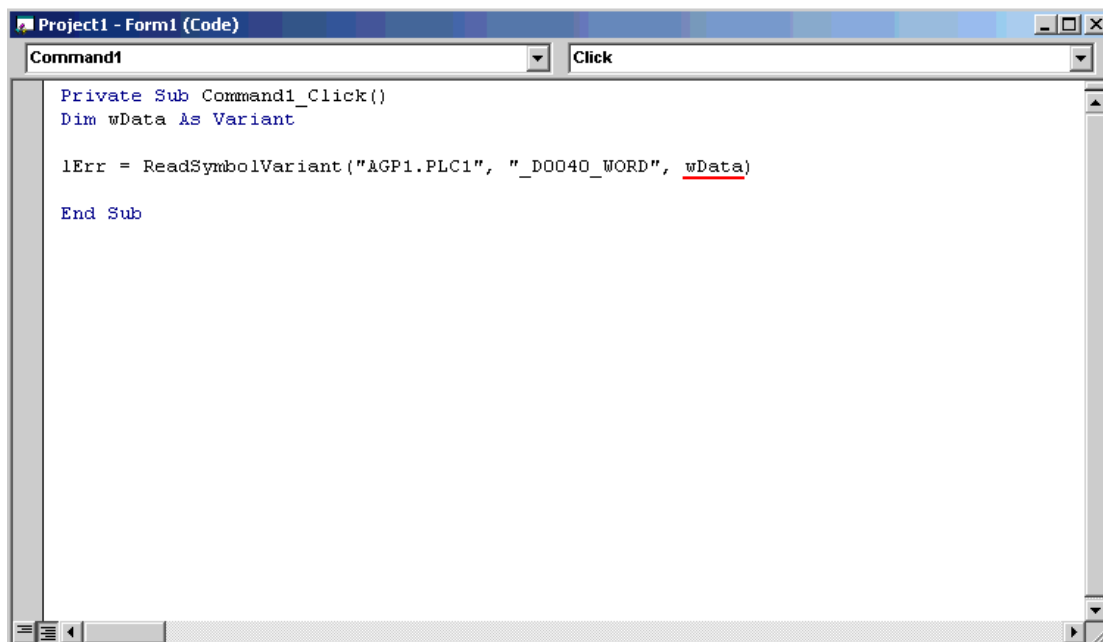 Project1 - Form1 (Code)
Command1 Click
Private Sub Command1_Click()
Dim wData As Variant
lErr = ReadSymbolVariant("AGP1.PLC1", "_D0040_WORD", wData)
End Sub